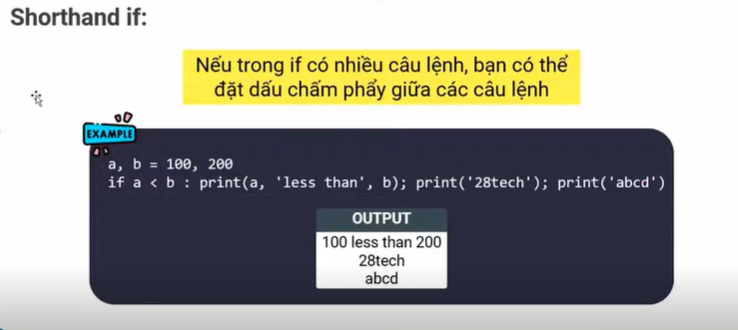 Shorthand if:
Nếu trong if có nhiều câu lệnh, bạn có thể
đặt dấu chấm phẩy giữa các câu lệnh
EXAMPLE
a, b = 100, 200
if a < b : print(a, 'less than', b); print('28tech'); print('abcd')
OUTPUT
100 less than 200
28tech
abcd